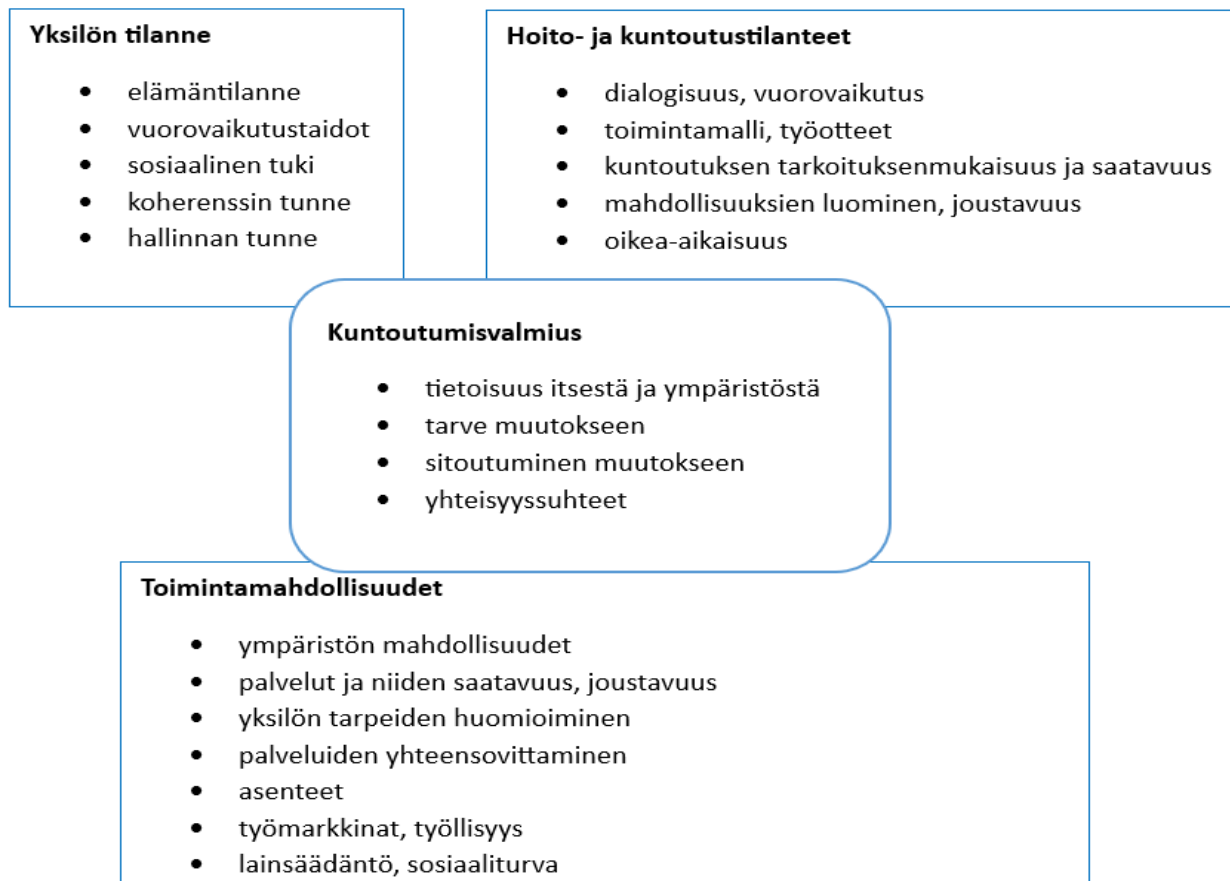 Yksilön tilanne
• elämäntilanne
• vuorovaikutustaidot
• sosiaalinen tuki
• koherenssin tunne
• hallinnan tunne
Hoito- ja kuntoutustilanteet
• dialogisuus, vuorovaikutus
• toimintamalli, työotteet
• kuntoutuksen tarkoituksenmukaisuus ja saatavuus
• mahdollisuuksien luominen, joustavuus
• oikea-aikaisuus
Kuntoutumisvalmius
• tietoisuus itsestä ja ympäristöstä
• tarve muutokseen
• sitoutuminen muutokseen
• yhteisyyssuhteet
Toimintamahdollisuudet
• ympäristön mahdollisuudet
• palvelut ja niiden saatavuus, joustavuus
• yksilön tarpeiden huomioiminen
• palveluiden yhteensovittaminen
• asenteet
• työmarkkinat, työllisyys
• lainsäädäntö, sosiaaliturva